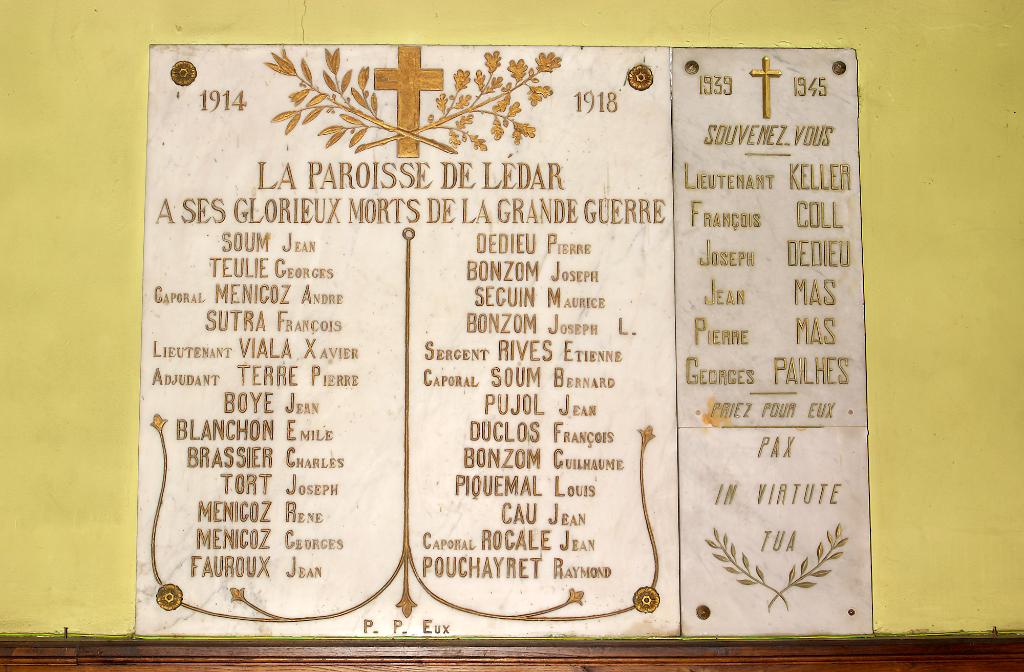 1914 1918
LA PAROISSE DE LÉDAR
A SES GLORIEUX MORTS DE LA GRANDE GUERRE
SOUM JEAN
TEULIE GEORGES
CAPORAL MENICOZ ANDRE
SUTRA FRANÇOIS
LIEUTENANT VIALA XAVIER
ADJUDANT TERRE PIERRE
BOYE JEAN
BLANCHON EMILE
BRASSIER CHARLES
TORT JOSEPH
MENICOZ RENE
MENICOZ GEORGES
FAUROUX JEAN
DEDIEU PIERRE
BONZOM JOSEPH
SEGUIN MAURICE
BONZOM JOSEPH L.
SERGENT RIVES ETIENNE
CAPORAL SOUM BERNARD
PUJOL JEAN
DUCLOS FRANÇOIS
BONZOM GUILHAUME
PIQUEMAL LOUIS
CAU JEAN
CAPORAL ROGALE JEAN
POUCHAYRET RAYMOND
P. P. EUX
1939 1945
SOUVENEZ-VOUS
LIEUTENANT KELLER
FRANÇOIS COLL
JOSEPH DEDIEU
JEAN MAS
PIERRE MAS
GEORGES PAILHES
PRIEZ POUR EUX
PAX
IN VIRTUTE
TUA